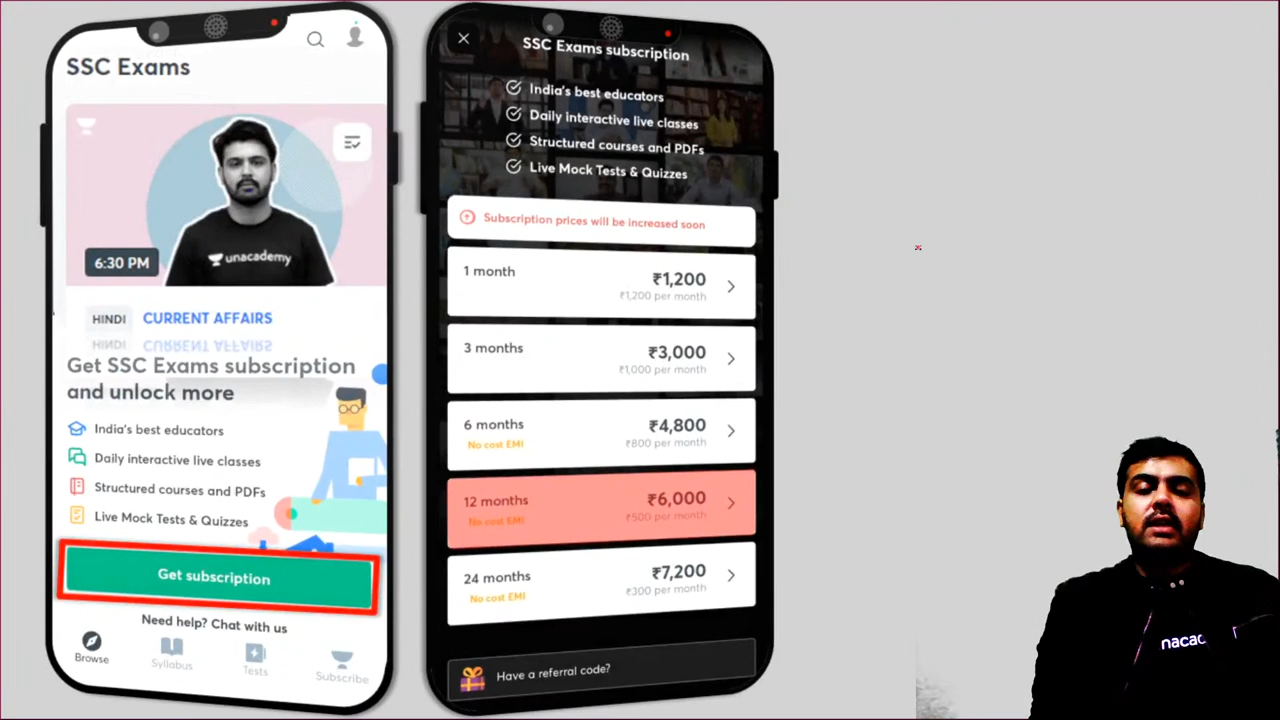 SSC Exams
unacademy
6:30 PM
HINDI CURRENT AFFAIRS
HINDI CURRENT AFFAIRS
Get SSC Exams subscription
and unlock more
India's best educators
Daily interactive live classes
Structured courses and PDFs
Live Mock Tests & Quizzes
Get subscription
Need help? Chat with us
Browse
Syllabus
Tests
Subscribe
SSC Exams subscription
India's best educators
Daily interactive live classes
Structured courses and PDFs
Live Mock Tests & Quizzes
Subscription prices will be increased soon
1 month ₹1,200
₹1,200 per month
3 months ₹3,000
₹1,000 per month
6 months ₹4,800
No cost EMI ₹800 per month
12 months ₹6,000
No cost EMI ₹500 per month
24 months ₹7,200
No cost EMI ₹300 per month
Have a referral code?
nacac